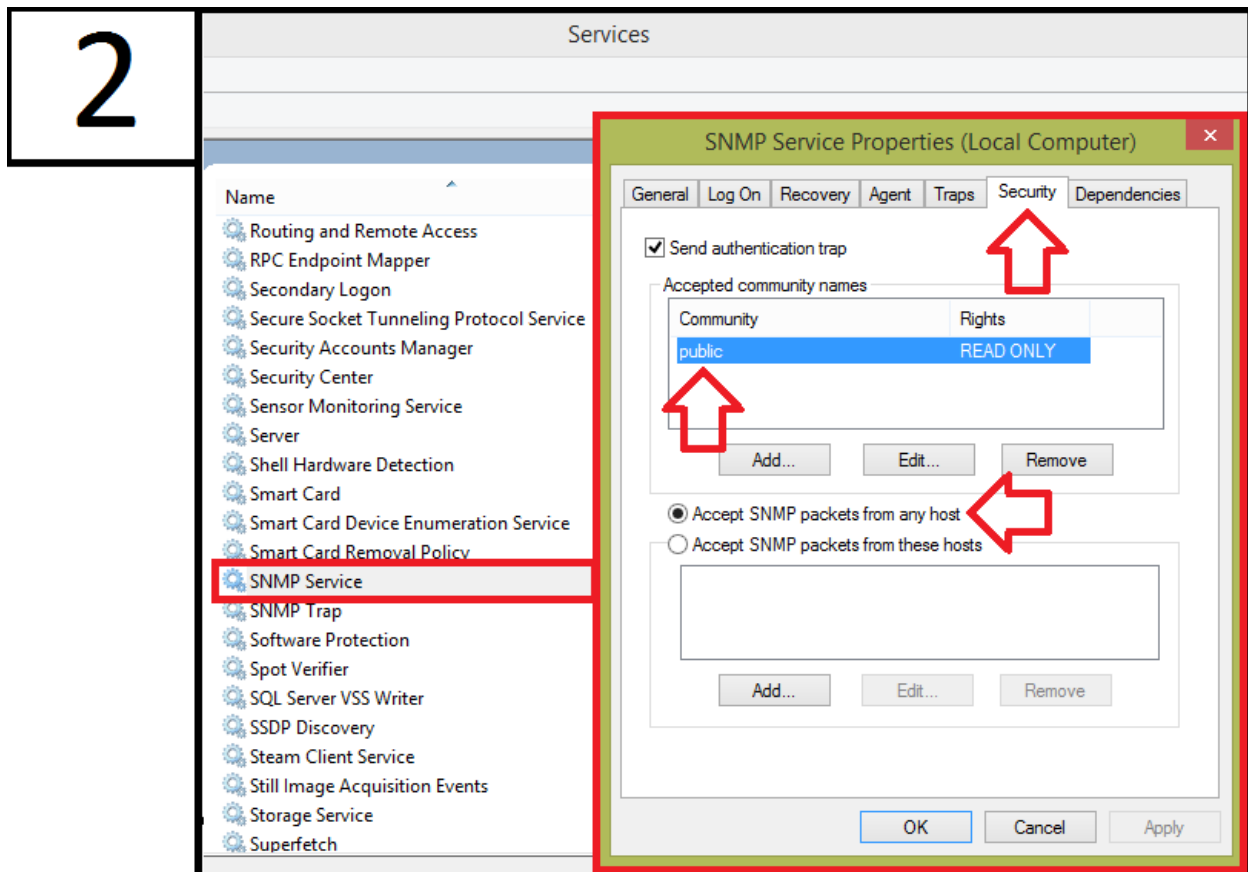 2
Services
Name
Routing and Remote Access
RPC Endpoint Mapper
Secondary Logon
Secure Socket Tunneling Protocol Service
Security Accounts Manager
Security Center
Sensor Monitoring Service
Server
Shell Hardware Detection
Smart Card
Smart Card Device Enumeration Service
Smart Card Removal Policy
SNMP Service
SNMP Trap
Software Protection
Spot Verifier
SQL Server VSS Writer
SSDP Discovery
Steam Client Service
Still Image Acquisition Events
Storage Service
Superfetch
SNMP Service Properties (Local Computer)
General Log On Recovery Agent Traps Security Dependencies
Send authentication trap
Accepted community names
Community Rights
public READ ONLY
Add... Edit... Remove
Accept SNMP packets from any host
Accept SNMP packets from these hosts
Add... Edit... Remove
OK Cancel Apply